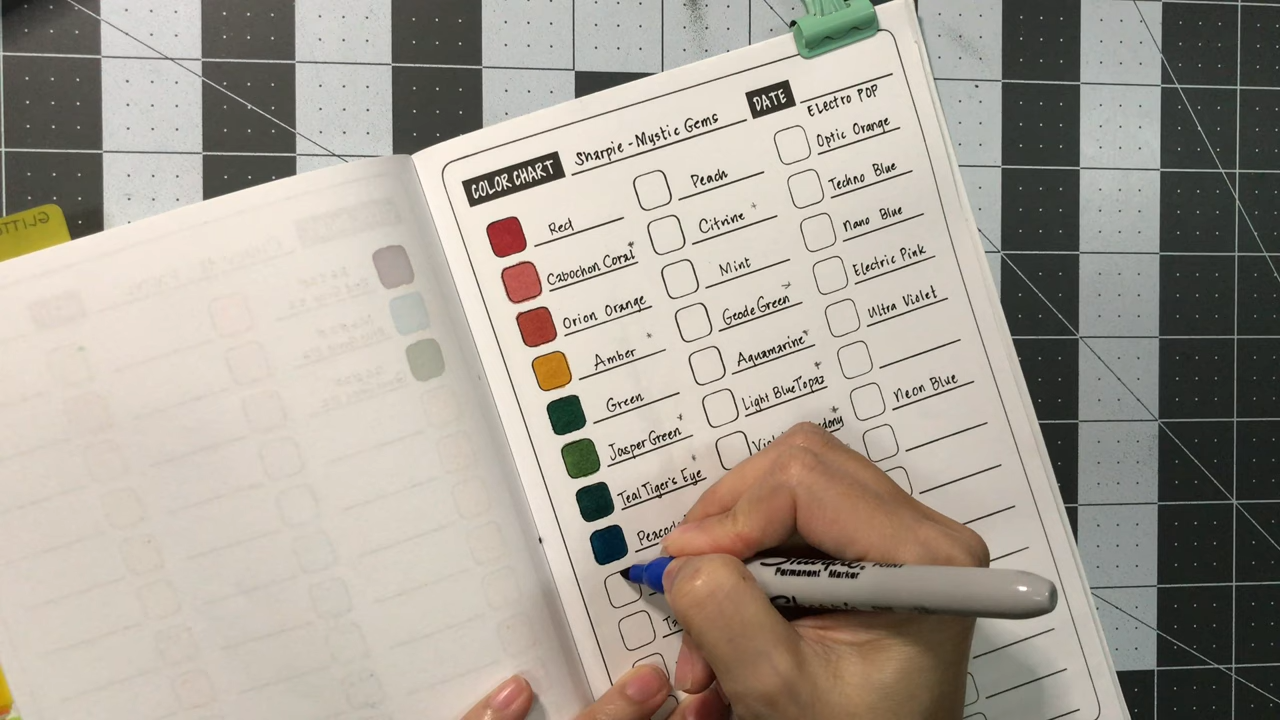 COLOR CHART Sharpie - Mystic Gems DATE
Red
Cabochon Coral*
Orion Orange
Amber
Green
Jasper Green
Teal Tiger's Eye
Peach
Citrine
Mint
Geode Green
Aquamarine
Light Blue Topaz
ELectro POP
Optic Orange
Techno Blue
Nano Blue
Electric Pink
Ultra Violet
Neon Blue
Sharpie. POINT
Permanent Marker
Sharpie